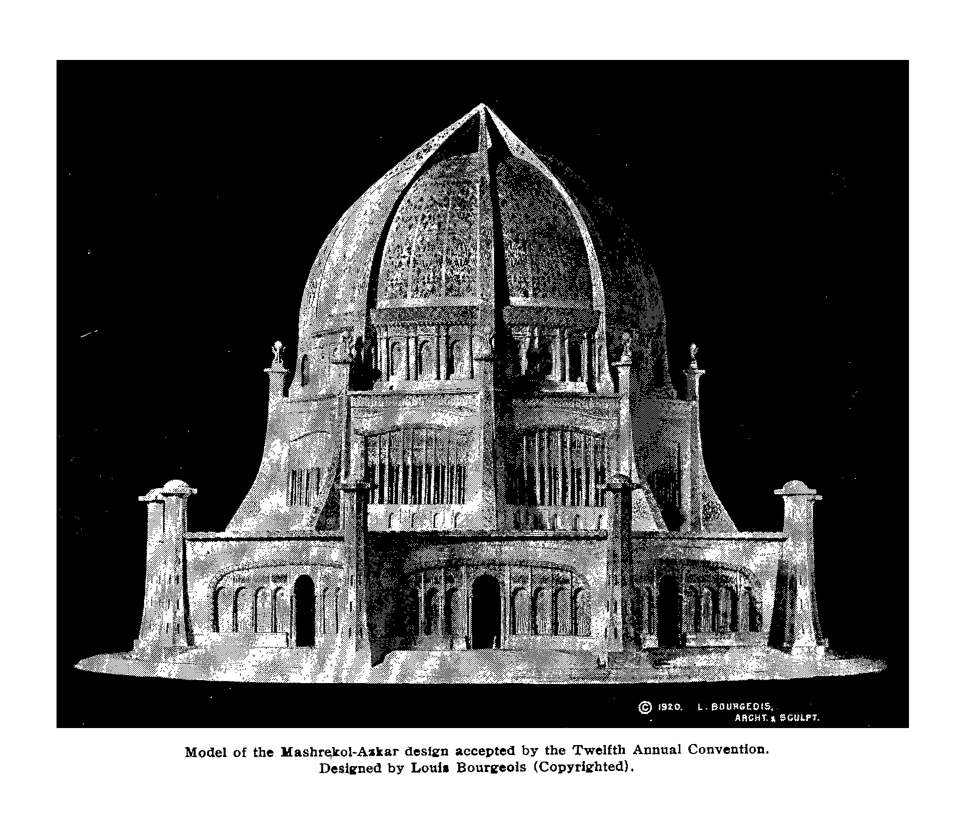 © 1920. L. BOURGEOIS,
ARCHT. & SCULPT.
Model of the Mashrekol-Azkar design accepted by the Twelfth Annual Convention.
Designed by Louis Bourgeois (Copyrighted).